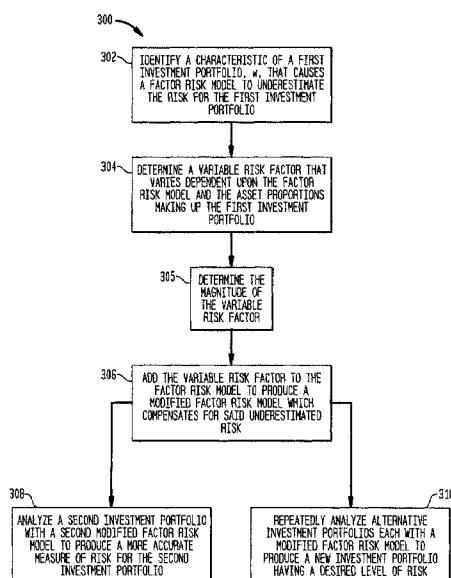 300
302
IDENTIFY A CHARACTERISTIC OF A FIRST
INVESTMENT PORTFOLIO, w, THAT CAUSES
A FACTOR RISK MODEL TO UNDERESTIMATE
THE RISK FOR THE FIRST INVESTMENT
PORTFOLIO
304
DETERMINE A VARIABLE RISK FACTOR THAT
VARIES DEPENDENT UPON THE FACTOR
RISK MODEL AND THE ASSET PROPORTIONS
MAKING UP THE FIRST INVESTMENT
PORTFOLIO
305
DETERMINE THE
MAGNITUDE OF
THE VARIABLE
RISK FACTOR
306
ADD THE VARIABLE RISK FACTOR TO THE
FACTOR RISK MODEL TO PRODUCE A
MODIFIED FACTOR RISK MODEL WHICH
COMPENSATES FOR SAID UNDERESTIMATED
RISK
308
ANALYZE A SECOND INVESTMENT PORTFOLIO
WITH A SECOND MODIFIED FACTOR RISK
MODEL TO PRODUCE A MORE ACCURATE
MEASURE OF RISK FOR THE SECOND
INVESTMENT PORTFOLIO
310
REPEATEDLY ANALYZE ALTERNATIVE
INVESTMENT PORTFOLIOS EACH WITH A
MODIFIED FACTOR RISK MODEL TO
PRODUCE A NEW INVESTMENT PORTFOLIO
HAVING A DESIRED LEVEL OF RISK